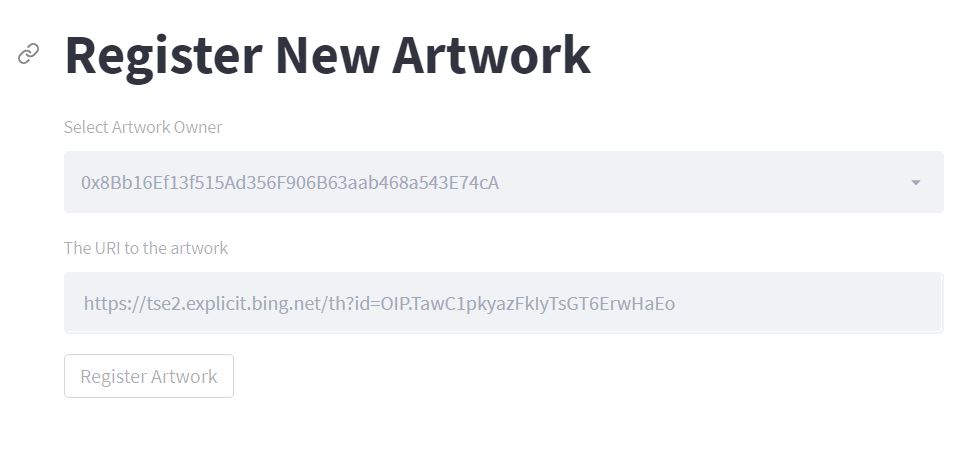 Register New Artwork
Select Artwork Owner
0x8Bb16Ef13f515Ad356F906B63aab468a543E74cA
The URI to the artwork
https://tse2.explicit.bing.net/th?id=OIP.TawC1pkyazFkIyTsGT6ErwHaEo
Register Artwork